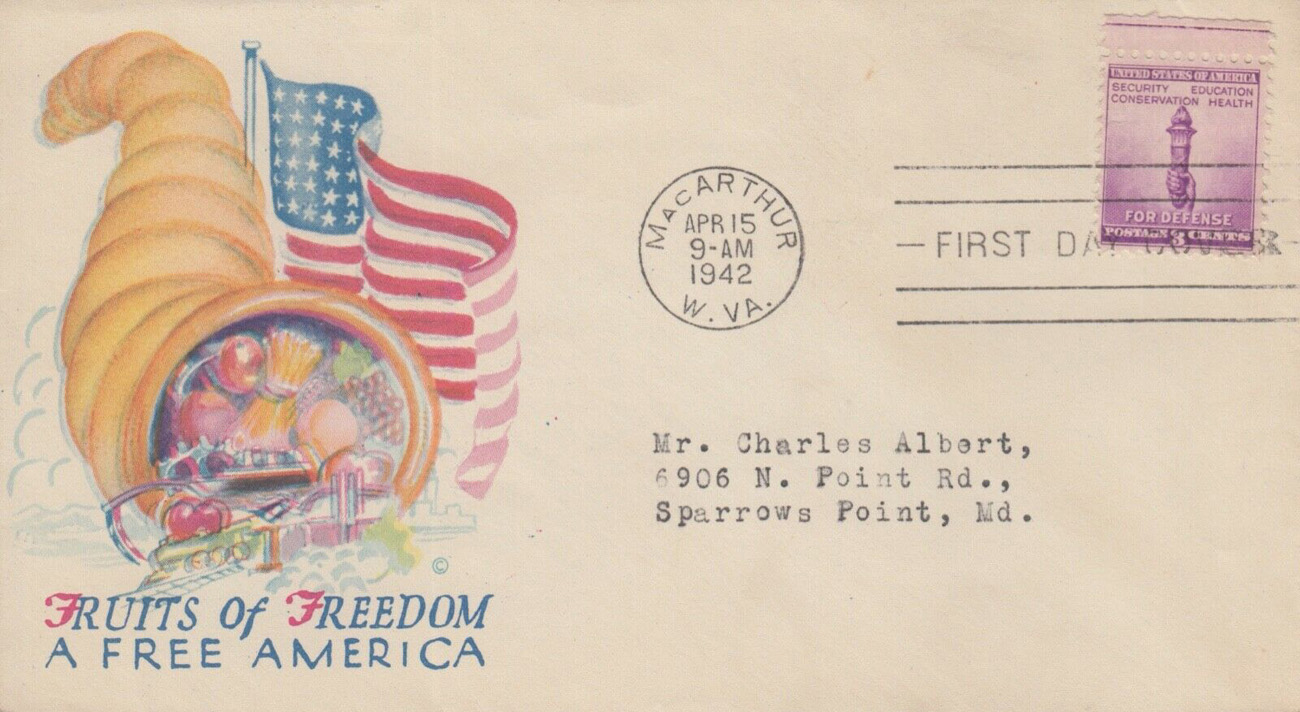 UNITED STATES OF AMERICA
SECURITY EDUCATION
CONSERVATION HEALTH
FOR DEFENSE
POSTAGE 3 CENTS
MacARTHUR
APR 15
9-AM
1942
W. VA.
FIRST DAY COVER
Mr. Charles Albert,
6906 N. Point Rd.,
Sparrows Point, Md.
©
FRUITS of FREEDOM
A FREE AMERICA